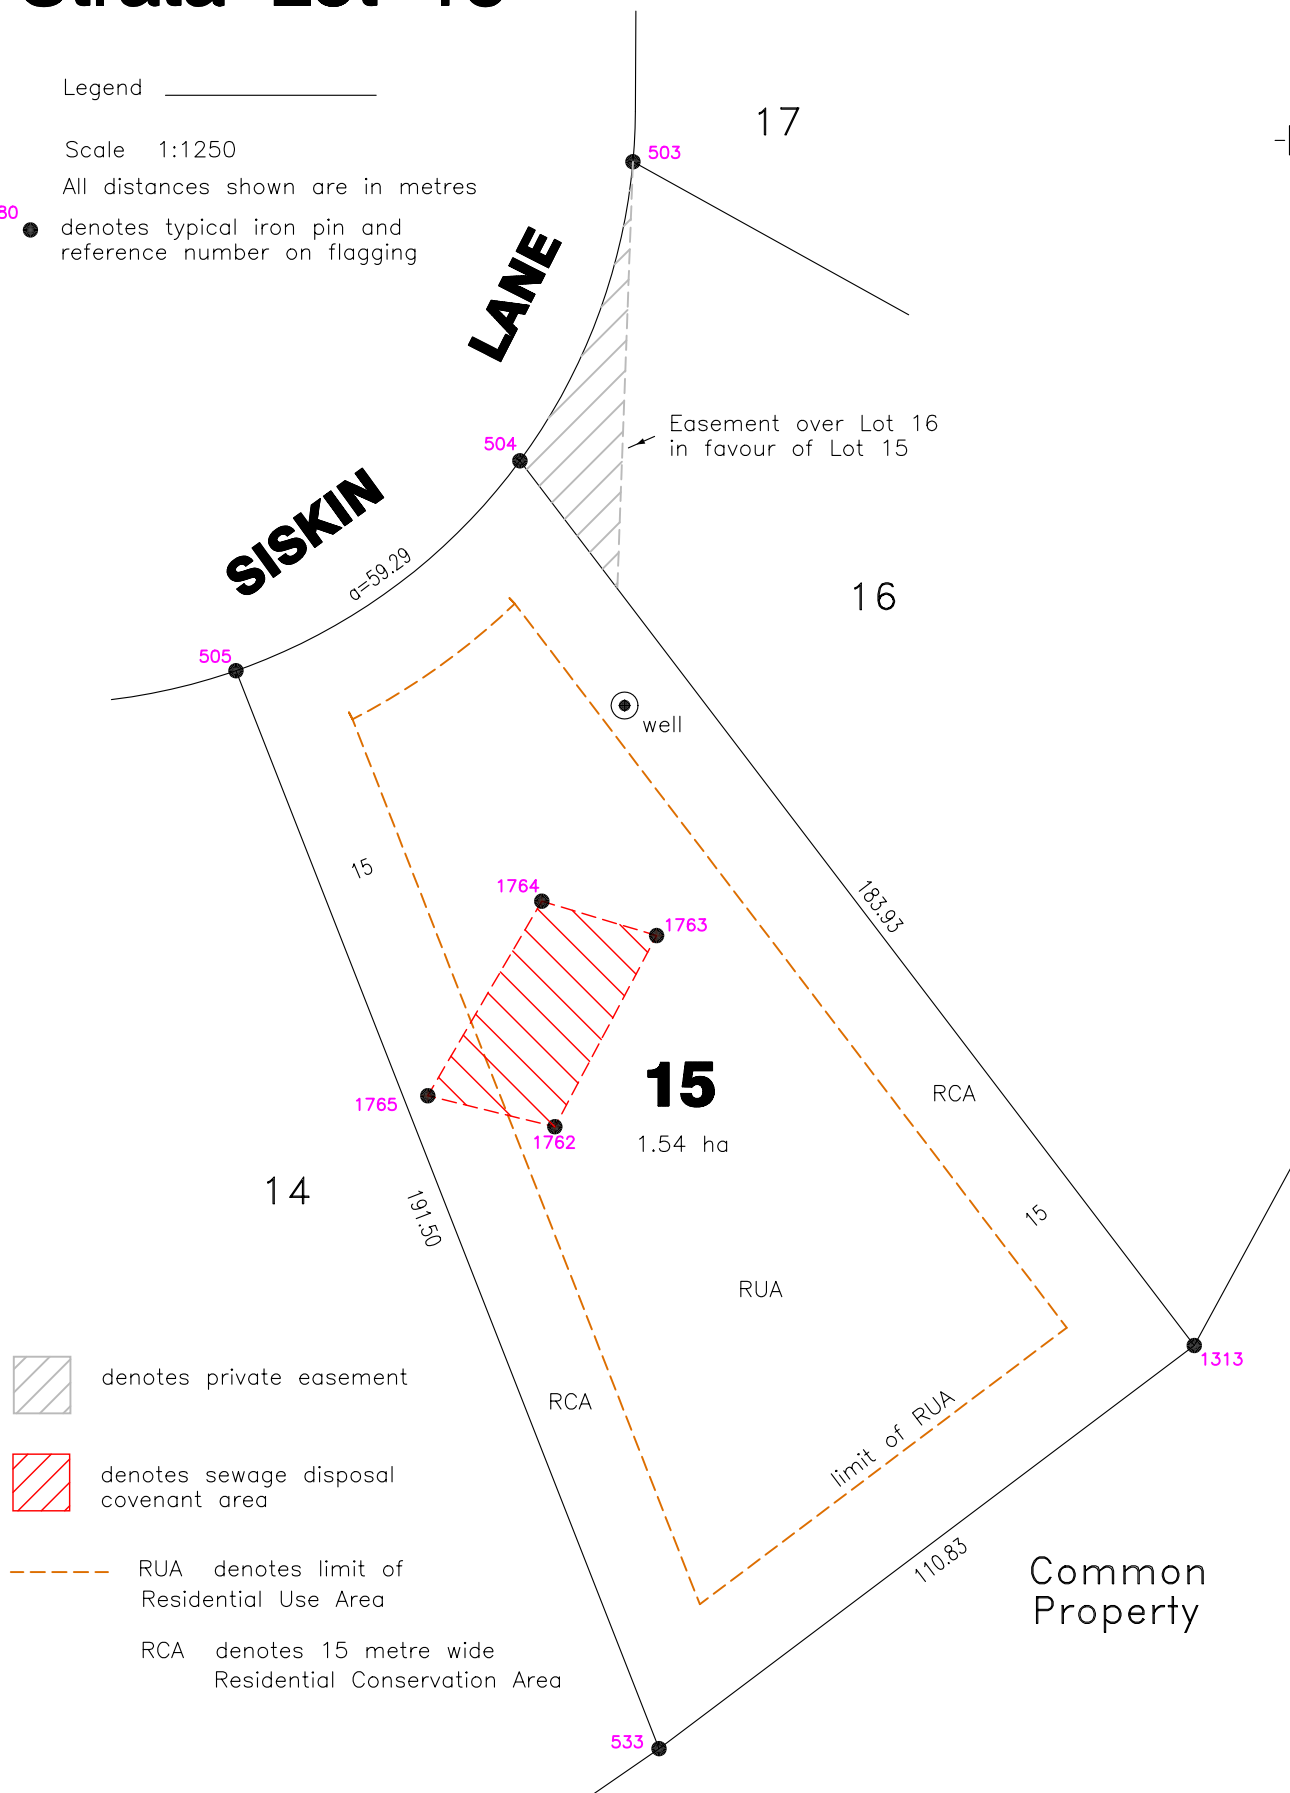 Strata Lot 15
Legend
Scale 1:1250
All distances shown are in metres
denotes typical iron pin and
reference number on flagging
17
503
LANE
Easement over Lot 16
in favour of Lot 15
504
SISKIN
a=59.29
16
505
well
15
183.93
1764
1763
15
1.54 ha
RCA
1765
1762
14
191.50
15
RUA
1313
denotes private easement
RCA
limit of RUA
denotes sewage disposal
covenant area
110.83
RUA denotes limit of
Residential Use Area
Common
Property
RCA denotes 15 metre wide
Residential Conservation Area
533